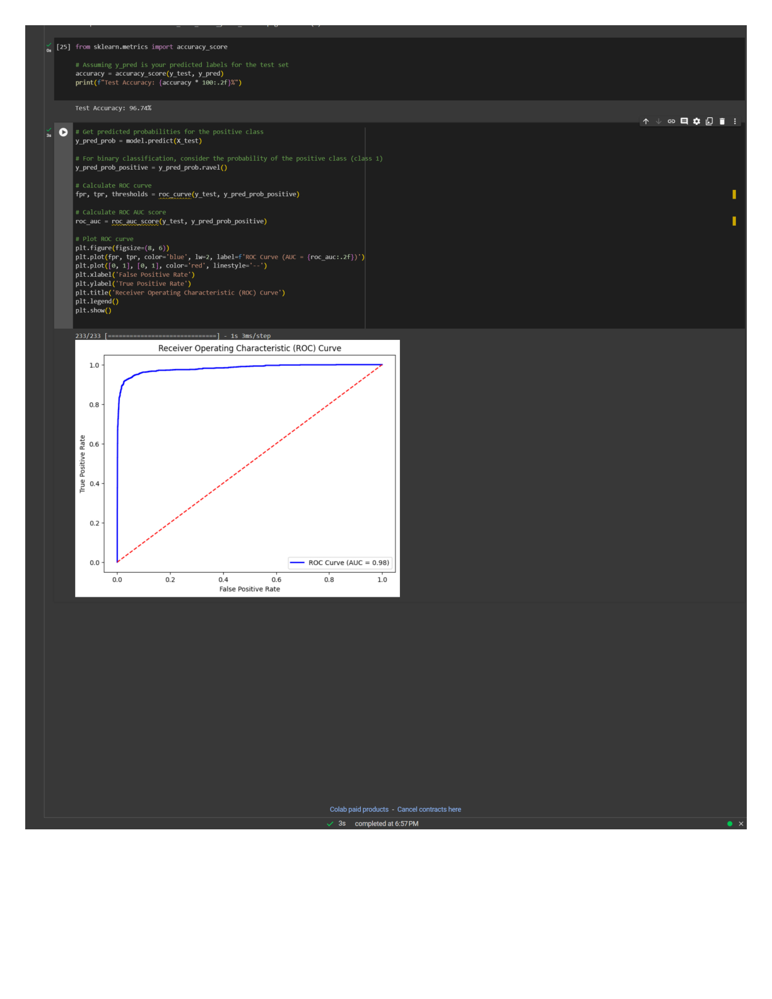 [25] from sklearn.metrics import accuracy_score
# Assuming y_pred is your predicted labels for the test set
accuracy = accuracy_score(y_test, y_pred)
print(f"Test Accuracy: {accuracy * 100:.2f}%")
0s
Test Accuracy: 96.74%
3s
# Get predicted probabilities for the positive class
y_pred_prob = model.predict(X_test)
# For binary classification, consider the probability of the positive class (class 1)
y_pred_prob_positive = y_pred_prob.ravel()
# Calculate ROC curve
fpr, tpr, thresholds = roc_curve(y_test, y_pred_prob_positive)
# Calculate ROC AUC score
roc_auc = roc_auc_score(y_test, y_pred_prob_positive)
# Plot ROC curve
plt.figure(figsize=(8, 6))
plt.plot(fpr, tpr, color='blue', lw=2, label=f'ROC Curve (AUC = {roc_auc:.2f})')
plt.plot([0, 1], [0, 1], color='red', linestyle='--')
plt.xlabel('False Positive Rate')
plt.ylabel('True Positive Rate')
plt.title('Receiver Operating Characteristic (ROC) Curve')
plt.legend()
plt.show()
233/233 [==============================] - 1s 3ms/step
Receiver Operating Characteristic (ROC) Curve
1.0
0.8
0.6
0.4
0.2
0.0
True Positive Rate
ROC Curve (AUC = 0.98)
0.0 0.2 0.4 0.6 0.8 1.0
False Positive Rate
Colab paid products - Cancel contracts here
3s completed at 6:57 PM